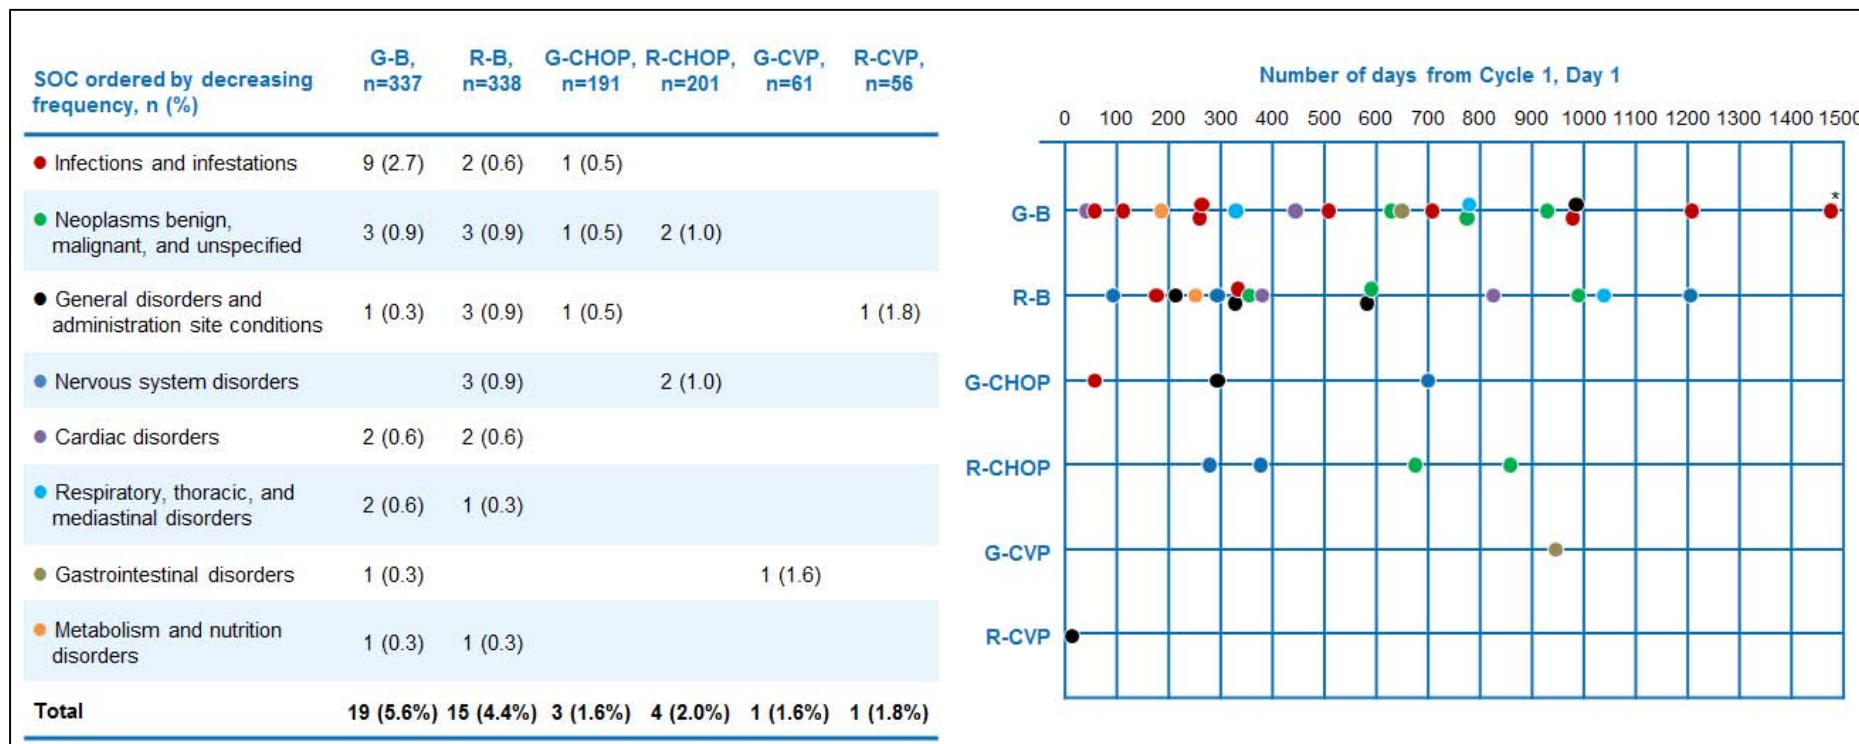 SOC ordered by decreasing
frequency, n (%)
G-B,
n=337
R-B,
n=338
G-CHOP,
n=191
R-CHOP,
n=201
G-CVP,
n=61
R-CVP,
n=56
Infections and infestations 9 (2.7) 2 (0.6) 1 (0.5)
Neoplasms benign,
malignant, and unspecified 3 (0.9) 3 (0.9) 1 (0.5) 2 (1.0)
General disorders and
administration site conditions 1 (0.3) 3 (0.9) 1 (0.5) 1 (1.8)
Nervous system disorders 3 (0.9) 2 (1.0)
Cardiac disorders 2 (0.6) 2 (0.6)
Respiratory, thoracic, and
mediastinal disorders 2 (0.6) 1 (0.3)
Gastrointestinal disorders 1 (0.3) 1 (1.6)
Metabolism and nutrition
disorders 1 (0.3) 1 (0.3)
Total 19 (5.6%) 15 (4.4%) 3 (1.6%) 4 (2.0%) 1 (1.6%) 1 (1.8%)
Number of days from Cycle 1, Day 1
0 100 200 300 400 500 600 700 800 900 1000 1100 1200 1300 1400 1500
*
G-B
R-B
G-CHOP
R-CHOP
G-CVP
R-CVP